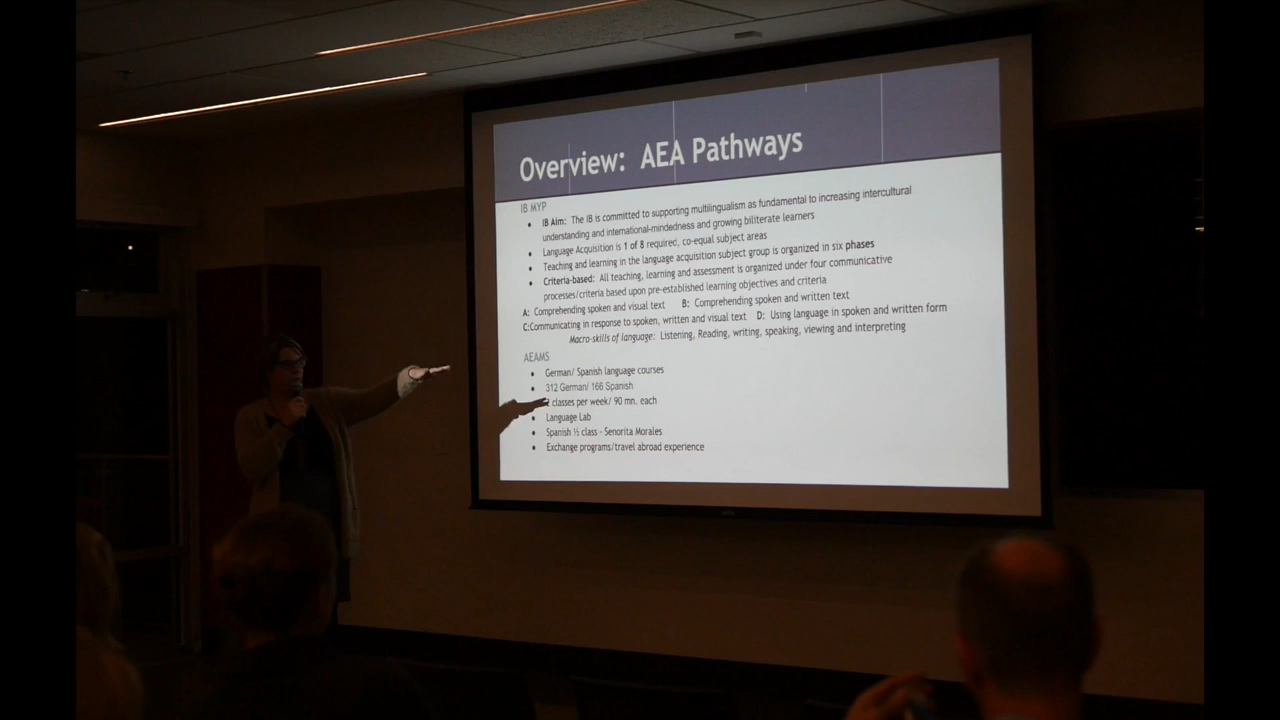 Overview: AEA Pathways
IB MYP
• IB Aim: The IB is committed to supporting multilingualism as fundamental to increasing intercultural
understanding and international-mindedness and growing biliterate learners
• Language Acquisition is 1 of 8 required, co-equal subject areas
• Teaching and learning in the language acquisition subject group is organized in six phases
• Criteria-based: All teaching, learning and assessment is organized under four communicative
processes/criteria based upon pre-established learning objectives and criteria
A: Comprehending spoken and visual text B: Comprehending spoken and written text
C:Communicating in response to spoken, written and visual text D: Using language in spoken and written form
Macro-skills of language: Listening, Reading, writing, speaking, viewing and interpreting
AEAMS
• German/ Spanish language courses
• 312 German/ 166 Spanish
classes per week/ 90 mn. each
• Language Lab
• Spanish ½ class - Senorita Morales
• Exchange programs/travel abroad experience